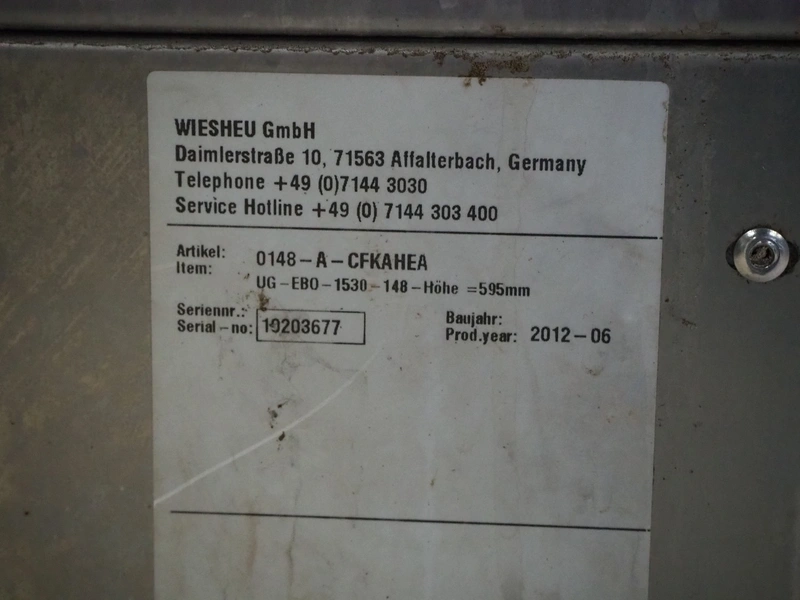 WIESHEU GmbH
Daimlerstraße 10, 71563 Affalterbach, Germany
Telephone +49 (0)7144 3030
Service Hotline +49 (0) 7144 303 400
Artikel:
Item: 0148-A-CFKAHEA
UG-EBO-1530-148-Höhe =595mm
Seriennr.:
Serial-no: 10203677
Baujahr:
Prod.year: 2012-06